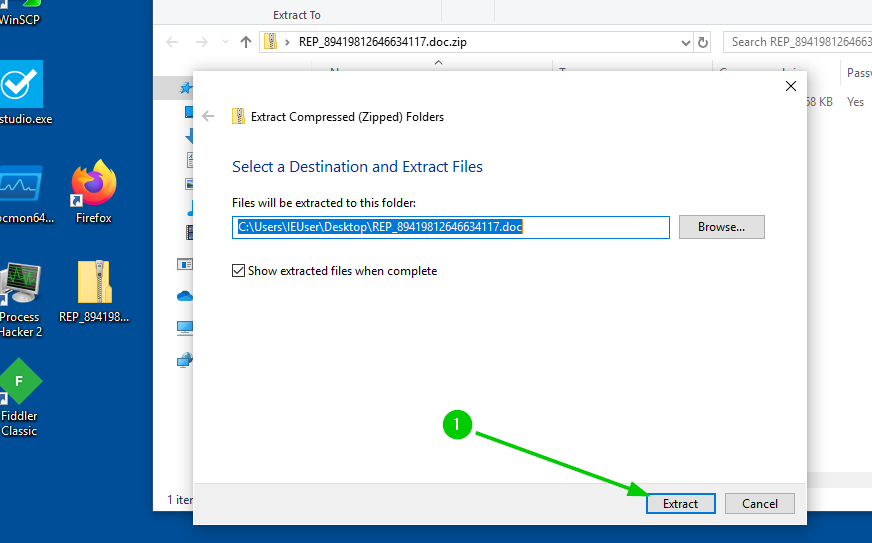 WinSCP
Extract To
REP_89419812646634117.doc.zip
Search REP_894198126466
studio.exe
Passw
68 KB Yes
Extract Compressed (Zipped) Folders
Select a Destination and Extract Files
Files will be extracted to this folder:
C:\Users\IEUser\Desktop\REP_89419812646634117.doc
Browse...
ocmon64...
Firefox
Show extracted files when complete
Process
Hacker 2
REP_894198...
F
Fiddler
Classic
1
1 iter
Extract
Cancel